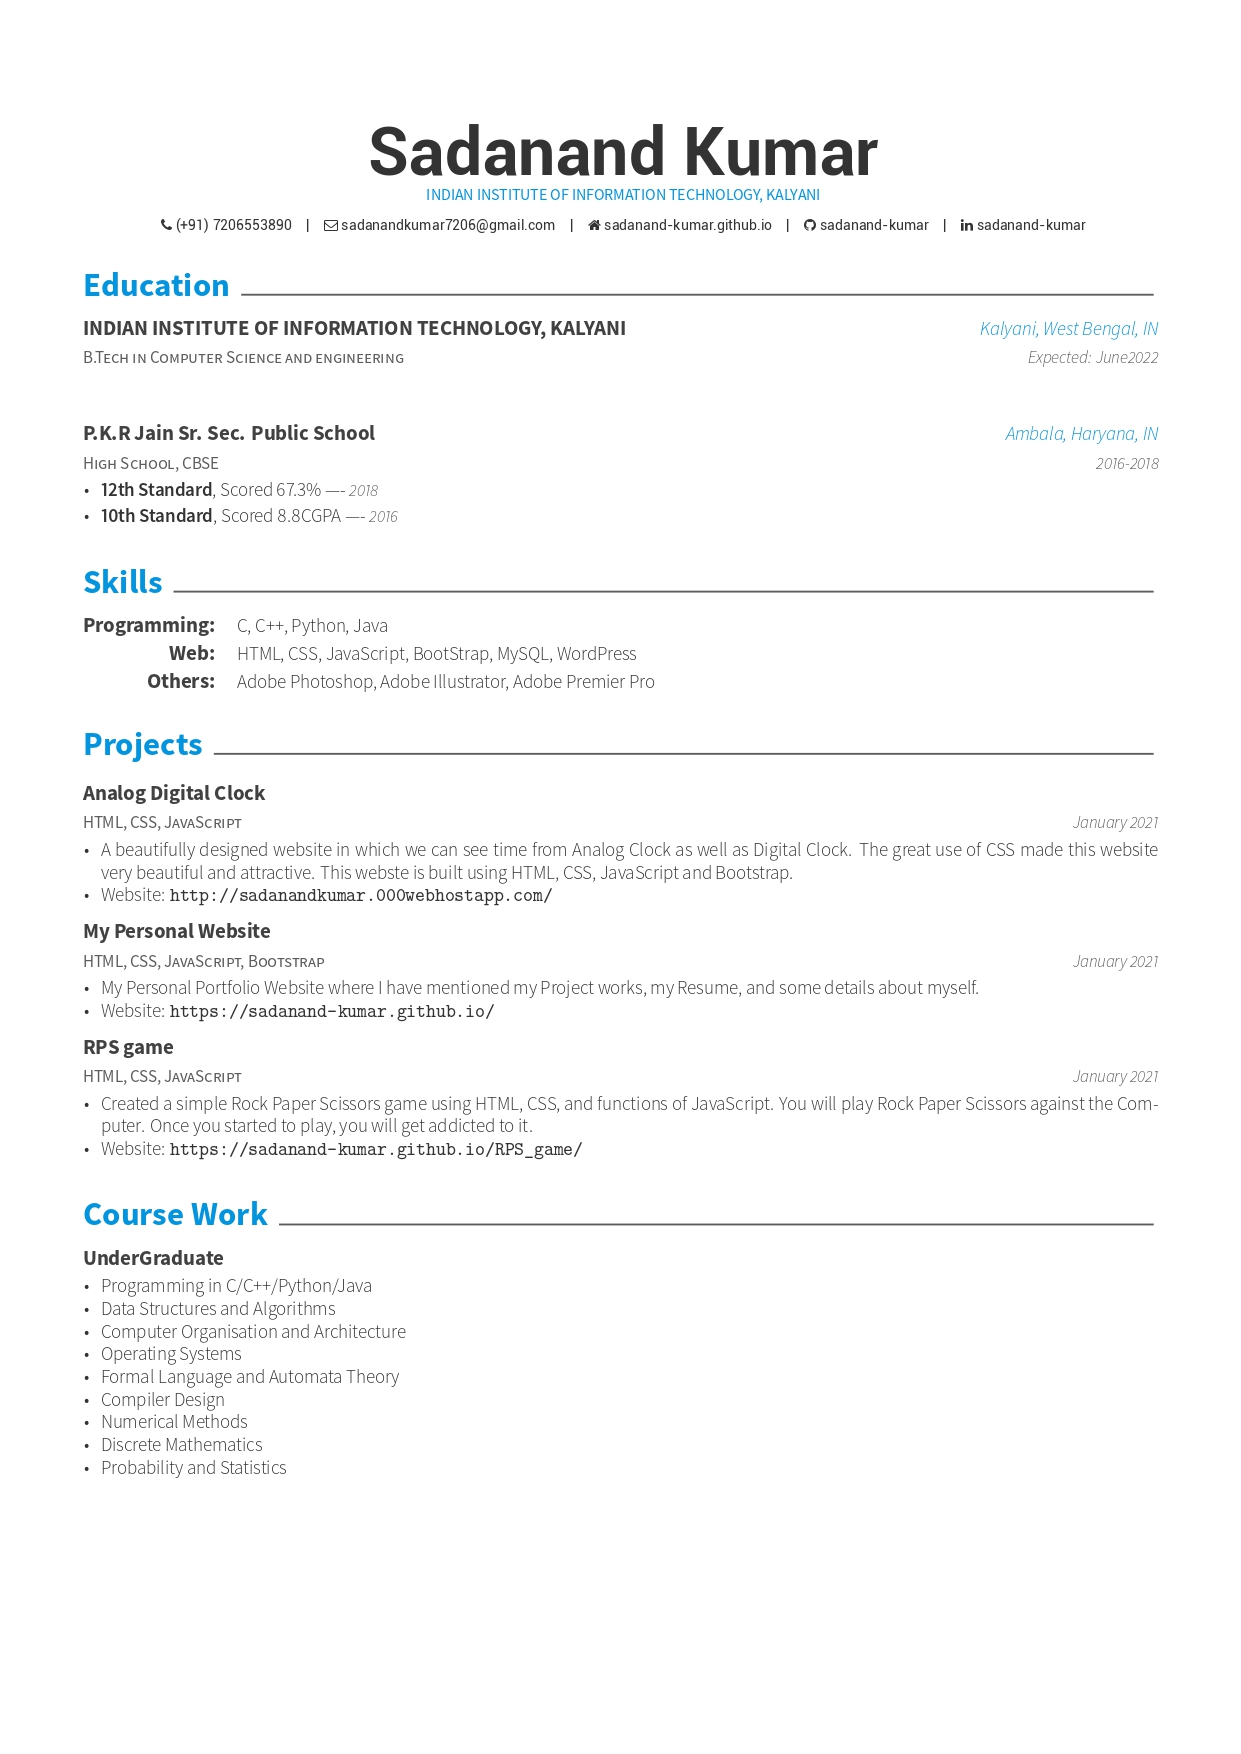 Sadanand Kumar
INDIAN INSTITUTE OF INFORMATION TECHNOLOGY, KALYANI
(+91) 7206553890 | sadanandkumar7206@gmail.com | sadanand-kumar.github.io | sadanand-kumar | sadanand-kumar
Education
INDIAN INSTITUTE OF INFORMATION TECHNOLOGY, KALYANI Kalyani, West Bengal, IN
B.Tech in Computer Science and engineering Expected: June2022
P.K.R Jain Sr. Sec. Public School Ambala, Haryana, IN
High School, CBSE 2016-2018
• 12th Standard, Scored 67.3% —- 2018
• 10th Standard, Scored 8.8CGPA —- 2016
Skills
Programming: C, C++, Python, Java
Web: HTML, CSS, JavaScript, BootStrap, MySQL, WordPress
Others: Adobe Photoshop, Adobe Illustrator, Adobe Premier Pro
Projects
Analog Digital Clock
HTML, CSS, JavaScript January 2021
• A beautifully designed website in which we can see time from Analog Clock as well as Digital Clock. The great use of CSS made this website
very beautiful and attractive. This webste is built using HTML, CSS, JavaScript and Bootstrap.
• Website: http://sadanandkumar.000webhostapp.com/
My Personal Website
HTML, CSS, JavaScript, Bootstrap January 2021
• My Personal Portfolio Website where I have mentioned my Project works, my Resume, and some details about myself.
• Website: https://sadanand-kumar.github.io/
RPS game
HTML, CSS, JavaScript January 2021
• Created a simple Rock Paper Scissors game using HTML, CSS, and functions of JavaScript. You will play Rock Paper Scissors against the Com-
puter. Once you started to play, you will get addicted to it.
• Website: https://sadanand-kumar.github.io/RPS_game/
Course Work
UnderGraduate
• Programming in C/C++/Python/Java
• Data Structures and Algorithms
• Computer Organisation and Architecture
• Operating Systems
• Formal Language and Automata Theory
• Compiler Design
• Numerical Methods
• Discrete Mathematics
• Probability and Statistics